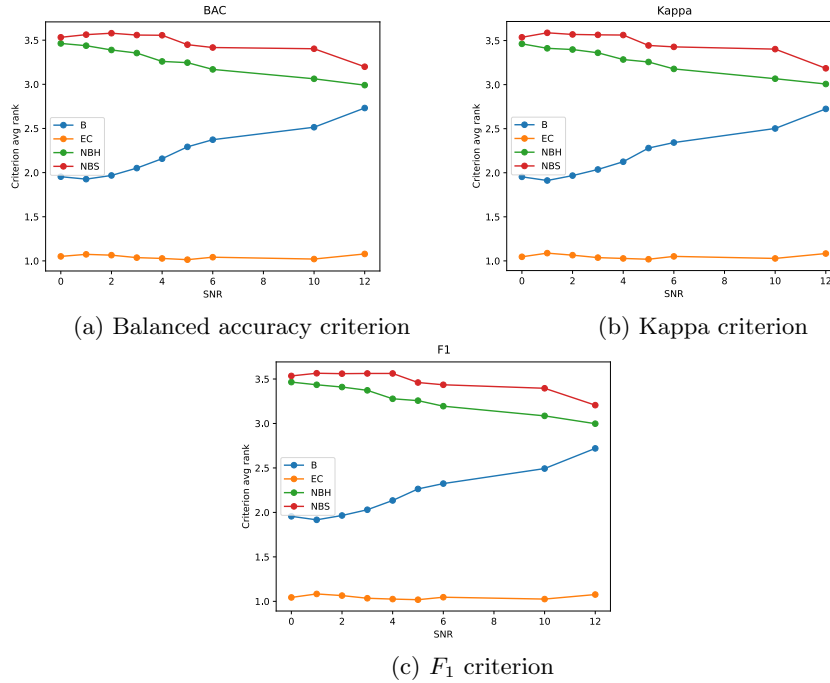 BAC
Criterion avg rank
3.5
3.0
2.5
2.0
1.5
1.0
B
EC
NBH
NBS
0 2 4 6 8 10 12
SNR
(a) Balanced accuracy criterion
Kappa
Criterion avg rank
3.5
3.0
2.5
2.0
1.5
1.0
B
EC
NBH
NBS
0 2 4 6 8 10 12
SNR
(b) Kappa criterion
F1
Criterion avg rank
3.5
3.0
2.5
2.0
1.5
1.0
B
EC
NBH
NBS
0 2 4 6 8 10 12
SNR
(c) F1 criterion